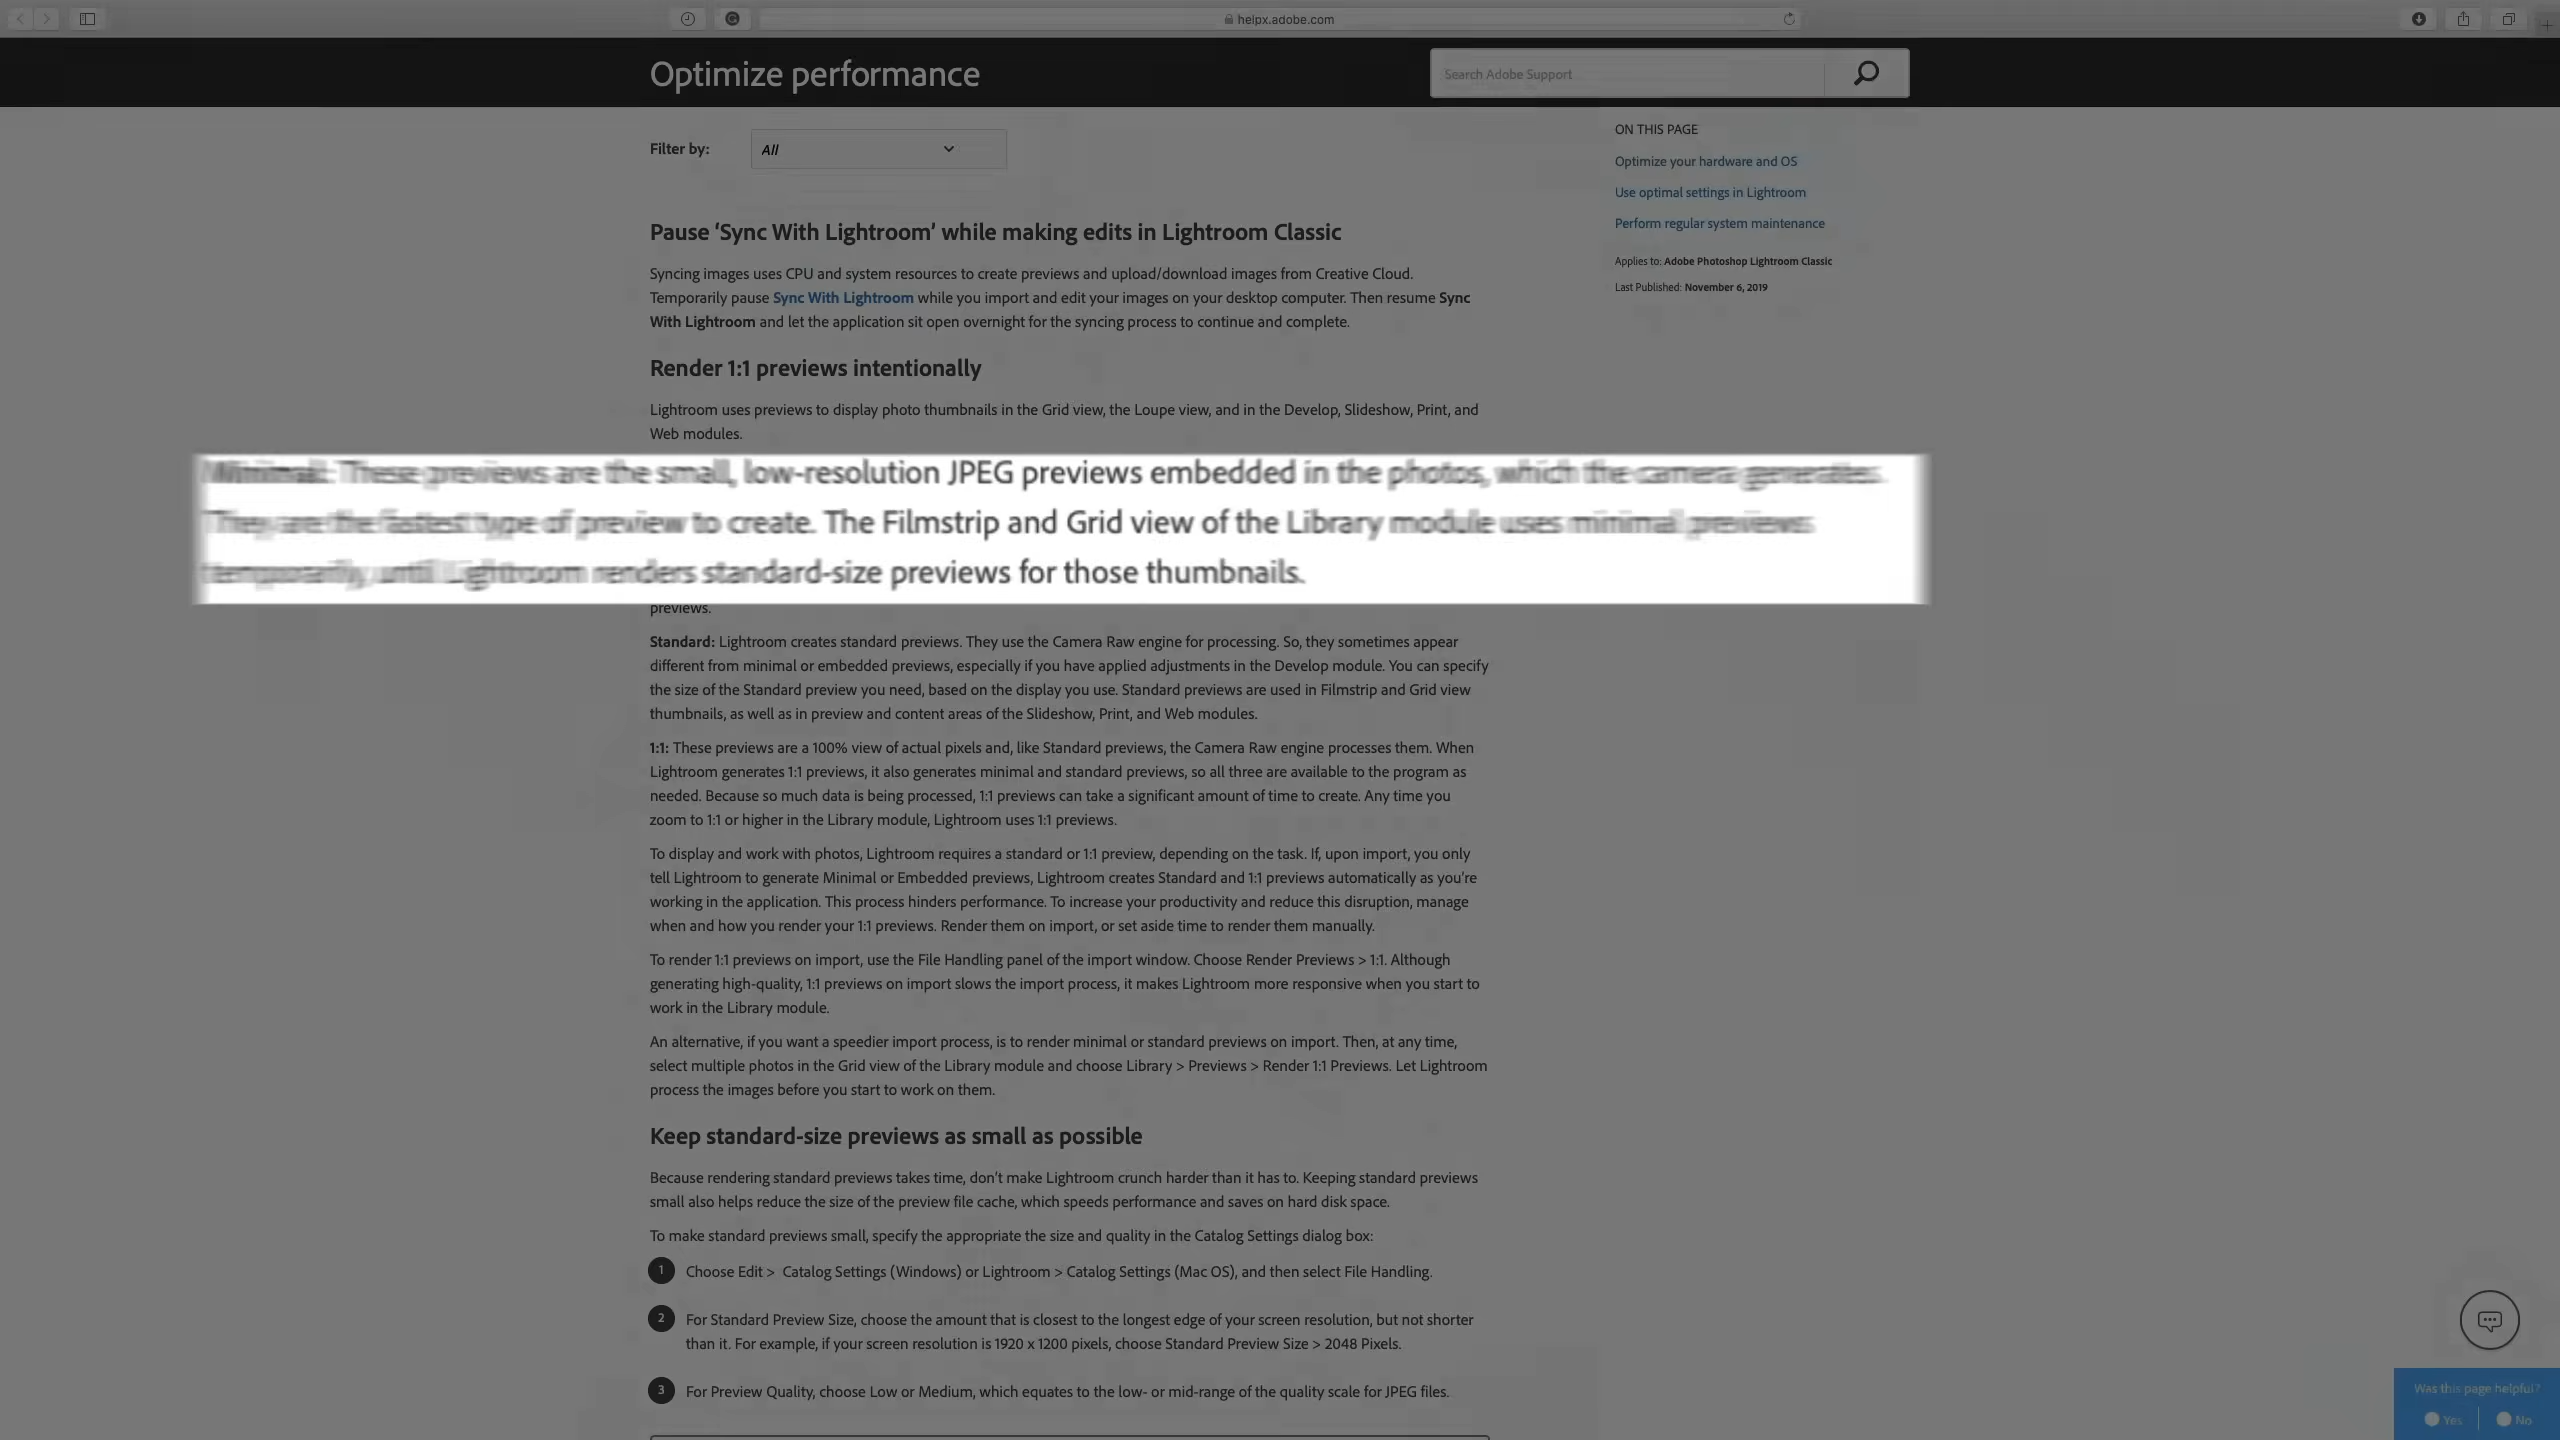 helpx.adobe.com
Optimize performance
Search Adobe Support
Filter by:
All
Pause ‘Sync With Lightroom’ while making edits in Lightroom Classic
Syncing images uses CPU and system resources to create previews and upload/download images from Creative Cloud.
Temporarily pause Sync With Lightroom while you import and edit your images on your desktop computer. Then resume Sync
With Lightroom and let the application sit open overnight for the syncing process to continue and complete.
Render 1:1 previews intentionally
Lightroom uses previews to display photo thumbnails in the Grid view, the Loupe view, and in the Develop, Slideshow, Print, and
Web modules.
Minimal: These previews are the small, low-resolution JPEG previews embedded in the photos, which the camera generates.
They are the fastest type of preview to create. The Filmstrip and Grid view of the Library module uses minimal previews
temporarily, until Lightroom renders standard-size previews for those thumbnails.
previews.
Standard: Lightroom creates standard previews. They use the Camera Raw engine for processing. So, they sometimes appear
different from minimal or embedded previews, especially if you have applied adjustments in the Develop module. You can specify
the size of the Standard preview you need, based on the display you use. Standard previews are used in Filmstrip and Grid view
thumbnails, as well as in preview and content areas of the Slideshow, Print, and Web modules.
1:1: These previews are a 100% view of actual pixels and, like Standard previews, the Camera Raw engine processes them. When
Lightroom generates 1:1 previews, it also generates minimal and standard previews, so all three are available to the program as
needed. Because so much data is being processed, 1:1 previews can take a significant amount of time to create. Any time you
zoom to 1:1 or higher in the Library module, Lightroom uses 1:1 previews.
To display and work with photos, Lightroom requires a standard or 1:1 preview, depending on the task. If, upon import, you only
tell Lightroom to generate Minimal or Embedded previews, Lightroom creates Standard and 1:1 previews automatically as you’re
working in the application. This process hinders performance. To increase your productivity and reduce this disruption, manage
when and how you render your 1:1 previews. Render them on import, or set aside time to render them manually.
To render 1:1 previews on import, use the File Handling panel of the import window. Choose Render Previews > 1:1. Although
generating high-quality, 1:1 previews on import slows the import process, it makes Lightroom more responsive when you start to
work in the Library module.
An alternative, if you want a speedier import process, is to render minimal or standard previews on import. Then, at any time,
select multiple photos in the Grid view of the Library module and choose Library > Previews > Render 1:1 Previews. Let Lightroom
process the images before you start to work on them.
Keep standard-size previews as small as possible
Because rendering standard previews takes time, don’t make Lightroom crunch harder than it has to. Keeping standard previews
small also helps reduce the size of the preview file cache, which speeds performance and saves on hard disk space.
To make standard previews small, specify the appropriate the size and quality in the Catalog Settings dialog box:
1 Choose Edit > Catalog Settings (Windows) or Lightroom > Catalog Settings (Mac OS), and then select File Handling.
2 For Standard Preview Size, choose the amount that is closest to the longest edge of your screen resolution, but not shorter
than it. For example, if your screen resolution is 1920 x 1200 pixels, choose Standard Preview Size > 2048 Pixels.
3 For Preview Quality, choose Low or Medium, which equates to the low- or mid-range of the quality scale for JPEG files.
ON THIS PAGE
Optimize your hardware and OS
Use optimal settings in Lightroom
Perform regular system maintenance
Applies to: Adobe Photoshop Lightroom Classic
Last Published: November 6, 2019
Was this page helpful?
Yes No